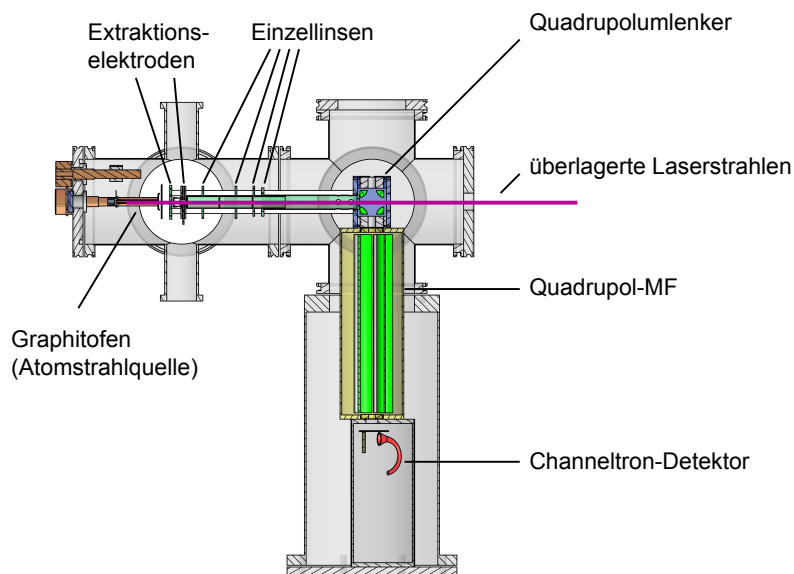 Extraktions-
elektroden
Einzellinsen
Quadrupolumlenker
überlagerte Laserstrahlen
Quadrupol-MF
Graphitofen
(Atomstrahlquelle)
Channeltron-Detektor